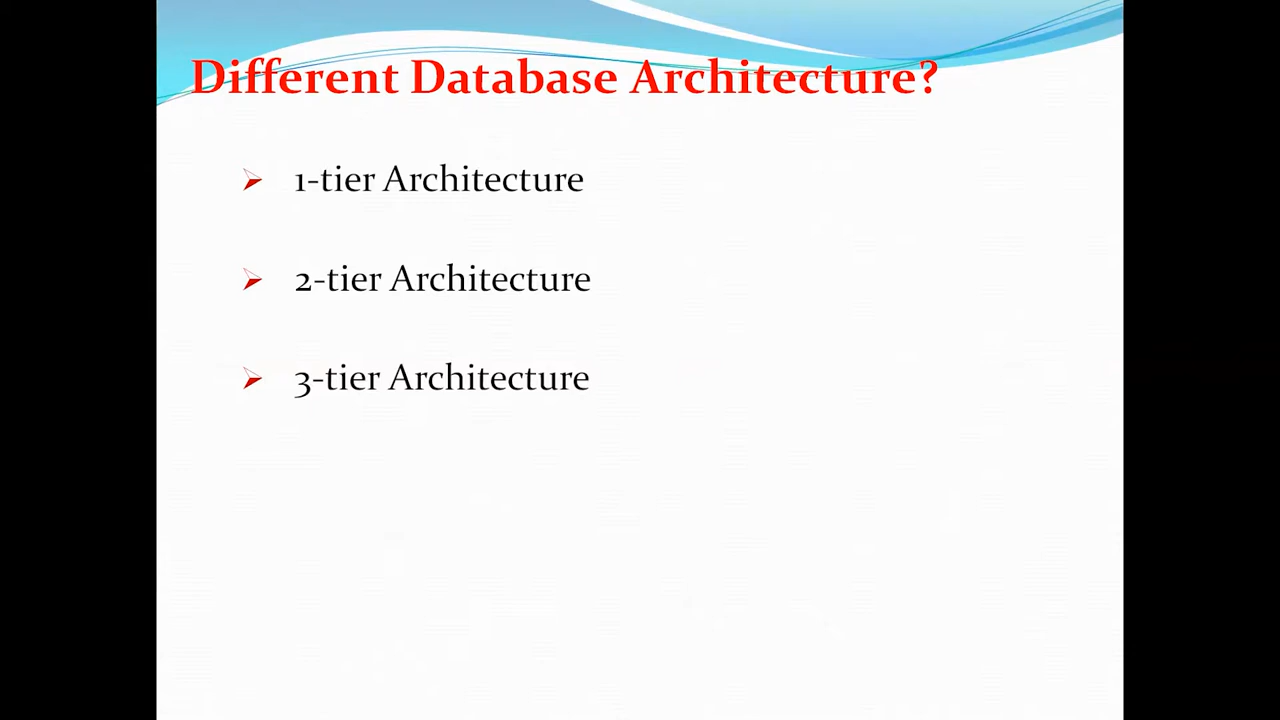 Different Database Architecture?
1-tier Architecture
2-tier Architecture
3-tier Architecture